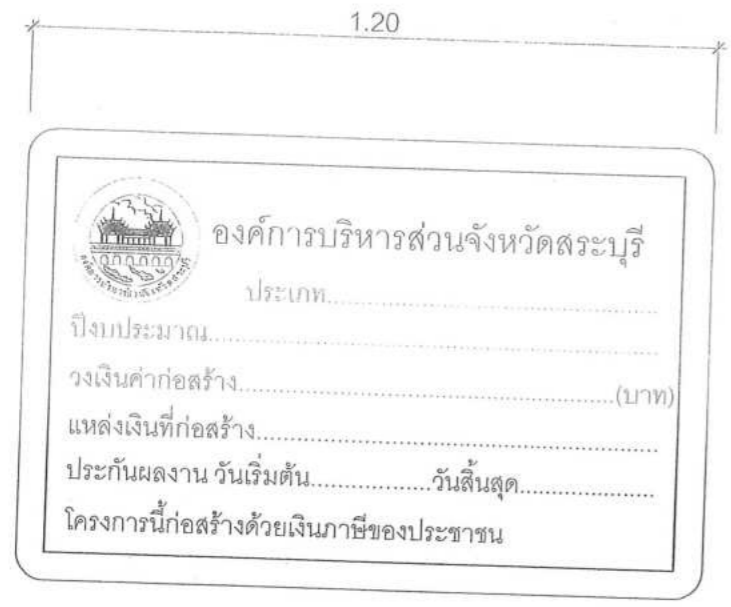 1.20
องค์การบริหารส่วนจังหวัดสระบุรี
ประเภท
ปีงบประมาณ
วงเงินค่าก่อสร้าง (บาท)
แหล่งเงินที่ก่อสร้าง
ประกันผลงาน วันเริ่มต้น วันสิ้นสุด
โครงการนี้ก่อสร้างด้วยเงินภาษีของประชาชน